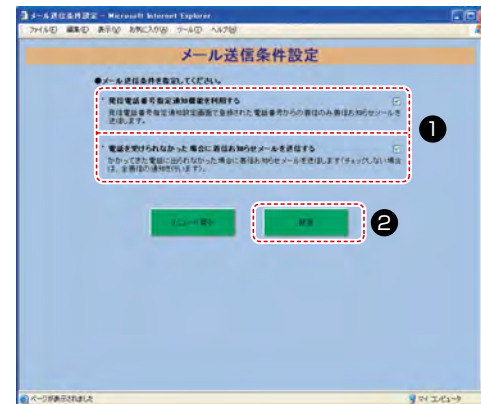 メール送信条件設定 - Microsoft Internet Explorer
ファイル(F) 編集(E) 表示(V) お気に入り(A) ツール(T) ヘルプ(H)
メール送信条件設定
●メール送信条件を設定してください。
発信電話番号指定通知機能を利用する
発信電話番号指定通知設定画面で登録された電話番号からの着信のみ着信お知らせメールを
送信します。
❶
電話を受けられなかった場合に着信お知らせメールを送信する
かかってきた電話に出られなかった場合に着信お知らせメールを送信します(チェックしない場合
は、全着信の通知を行います)。
メニューへ戻る
設定
❷
ページが表示されました
マイ コンピュータ